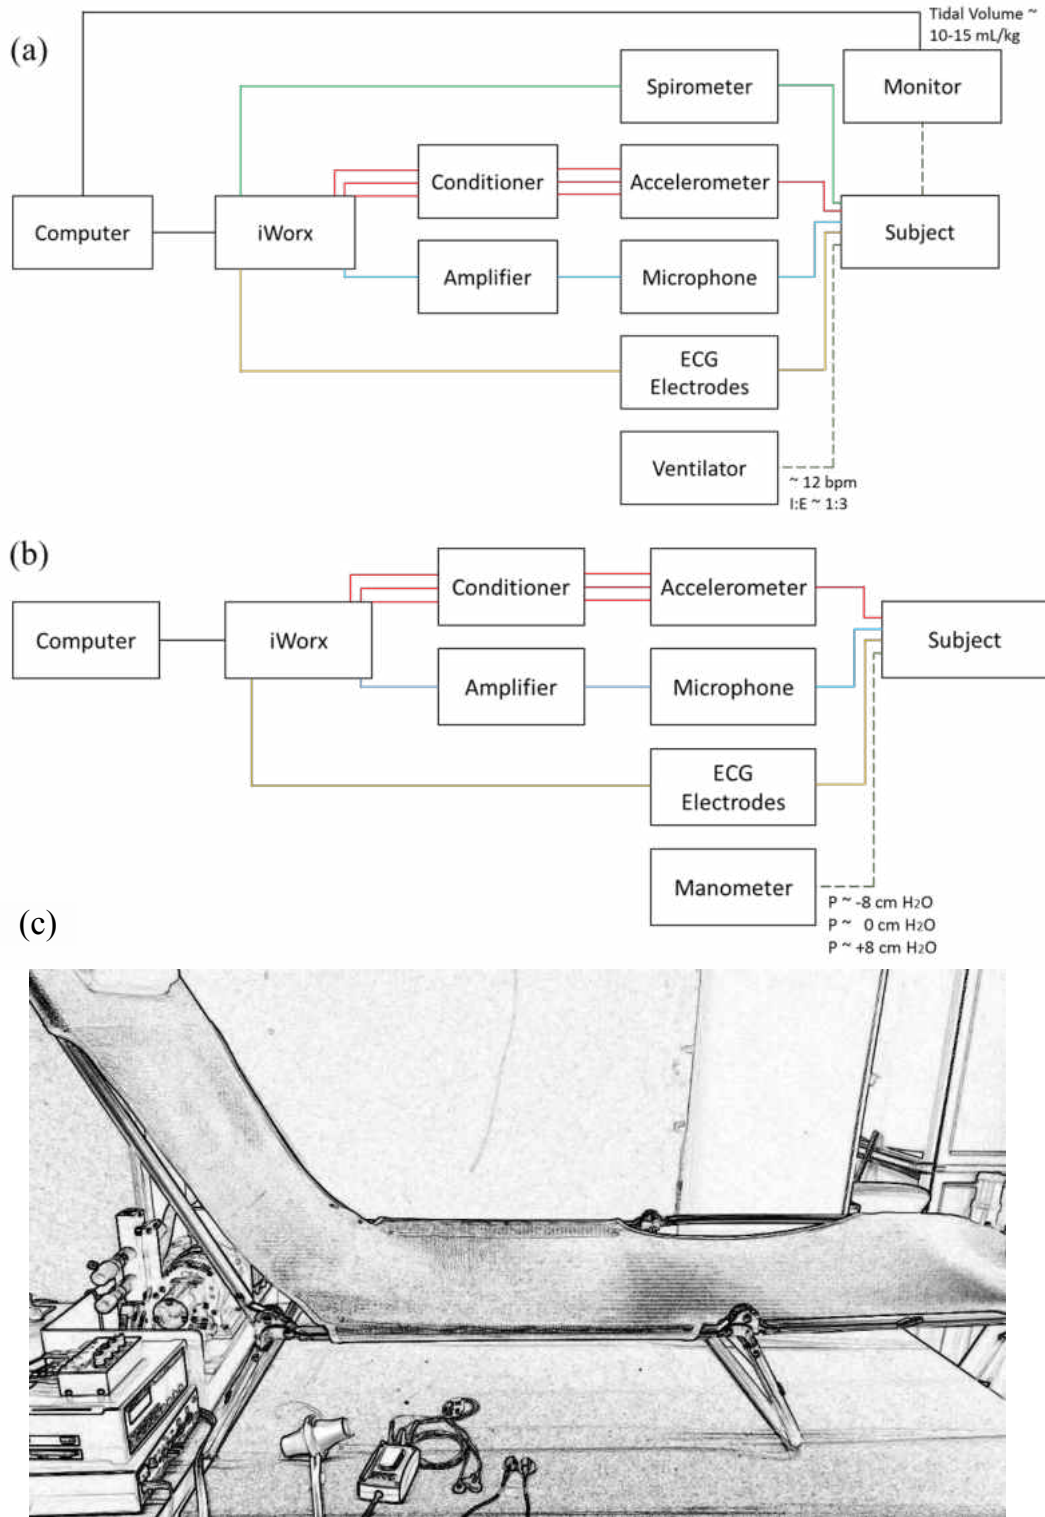 (a)
Tidal Volume ~
10-15 mL/kg
Spirometer
Monitor
Conditioner
Accelerometer
Computer
iWorx
Subject
Amplifier
Microphone
ECG
Electrodes
Ventilator
~ 12 bpm
I:E ~ 1:3
(b)
Conditioner
Accelerometer
Computer
iWorx
Subject
Amplifier
Microphone
ECG
Electrodes
Manometer
P ~ -8 cm H₂O
P ~ 0 cm H₂O
P ~ +8 cm H₂O
(c)